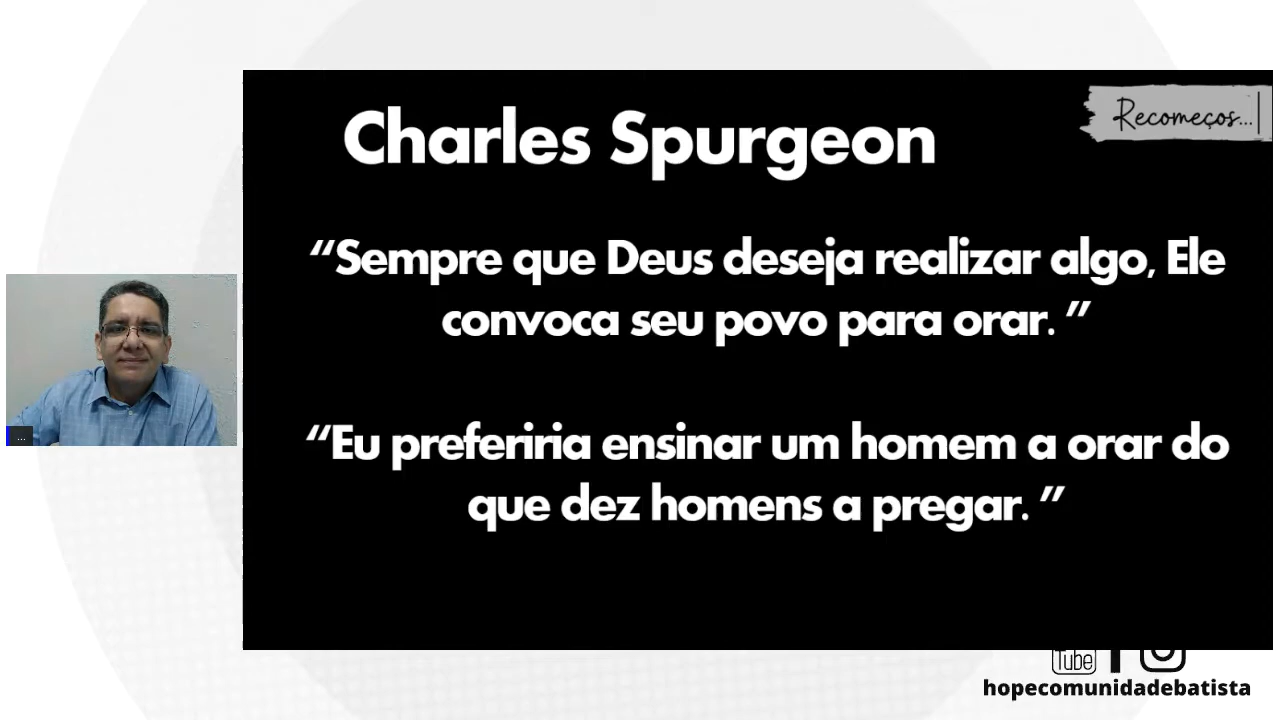 Charles Spurgeon
Recomeços...
“Sempre que Deus deseja realizar algo, Ele
convoca seu povo para orar. ”
“Eu preferiria ensinar um homem a orar do
que dez homens a pregar. ”
...
Tube
hopecomunidadebatista